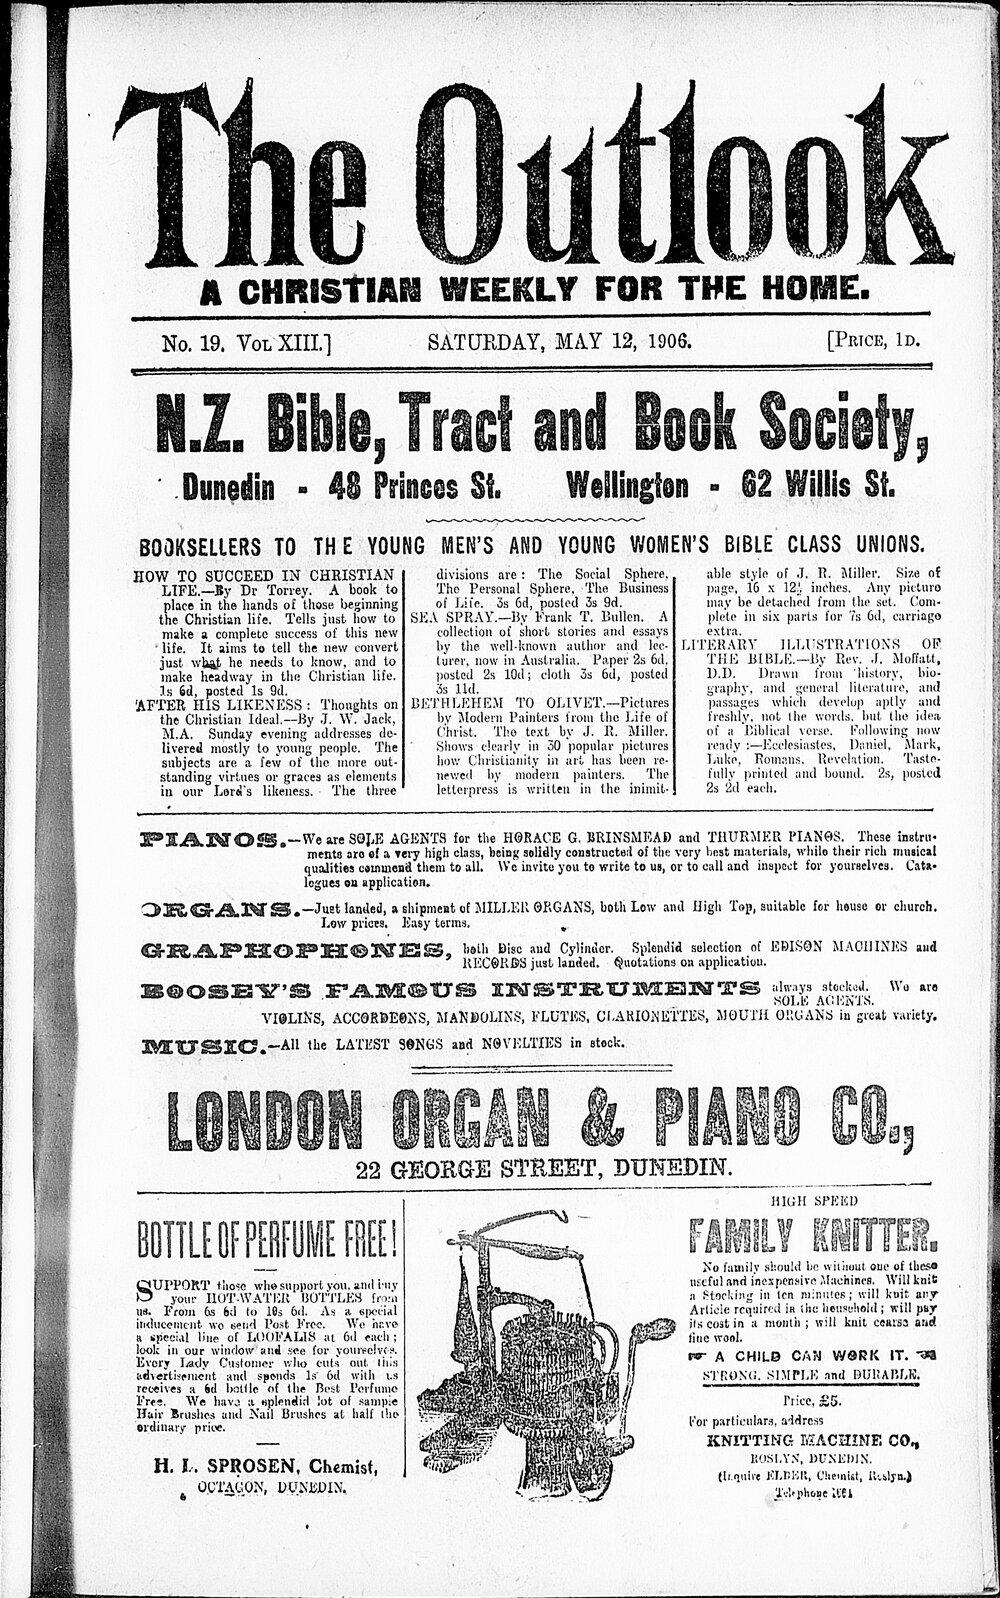 The Outlook
A CHRISTIAN WEEKLY FOR THE HOME.
No. 19. VOL XIII.] SATURDAY, MAY 12, 1906. [PRICE, 1D.
N.Z. Bible, Tract and Book Society,
Dunedin - 48 Princes St. Wellington - 62 Willis St.
BOOKSELLERS TO THE YOUNG MEN'S AND YOUNG WOMEN'S BIBLE CLASS UNIONS.
HOW TO SUCCEED IN CHRISTIAN
LIFE.—By Dr Torrey. A book to
place in the hands of those beginning
the Christian life. Tells just how to
make a complete success of this new
life. It aims to tell the new convert
just what he needs to know, and to
make headway in the Christian life.
1s 6d, posted 1s 9d.
AFTER HIS LIKENESS: Thoughts on
the Christian Ideal.—By J. W. Jack,
M.A. Sunday evening addresses de-
livered mostly to young people. The
subjects are a few of the more out-
standing virtues or graces as elements
in our Lord's likeness. The three
divisions are: The Social Sphere,
The Personal Sphere, The Business
of Life. 3s 6d, posted 3s 9d.
SEA SPRAY.—By Frank T. Bullen. A
collection of short stories and essays
by the well-known author and lec-
turer, now in Australia. Paper 2s 6d,
posted 2s 10d; cloth 3s 6d, posted
3s 11d.
BETHLEHEM TO OLIVET.—Pictures
by Modern Painters from the Life of
Christ. The text by J. R. Miller.
Shows clearly in 30 popular pictures
how Christianity in art has been re-
newed by modern painters. The
letterpress is written in the inimit-
able style of J. R. Miller. Size of
page, 16 x 12½ inches. Any picture
may be detached from the set. Com-
plete in six parts for 7s 6d, carriage
extra.
LITERARY ILLUSTRATIONS OF
THE BIBLE.—By Rev. J. Moffatt,
D.D. Drawn from history, bio-
graphy, and general literature, and
passages which develop aptly and
freshly, not the words, but the idea
of a Biblical verse. Following now
ready:—Ecclesiastes, Daniel, Mark,
Luke, Romans, Revelation. Taste-
fully printed and bound. 2s, posted
2s 2d each.
PIANOS.—We are SOLE AGENTS for the HORACE G. BRINSMEAD and THURMER PIANOS. These instru-
ments are of a very high class, being solidly constructed of the very best materials, while their rich musical
qualities commend them to all. We invite you to write to us, or to call and inspect for yourselves. Cata-
logues on application.
ORGANS.—Just landed, a shipment of MILLER ORGANS, both Low and High Top, suitable for house or church.
Low prices. Easy terms.
GRAPHOPHONES, both Disc and Cylinder. Splendid selection of EDISON MACHINES and
RECORDS just landed. Quotations on application.
BOOSEY'S FAMOUS INSTRUMENTS always stocked. We are
SOLE AGENTS.
VIOLINS, ACCORDEONS, MANDOLINS, FLUTES, CLARIONETTES, MOUTH ORGANS in great variety.
MUSIC.—All the LATEST SONGS and NOVELTIES in stock.
LONDON ORGAN & PIANO CO.,
22 GEORGE STREET, DUNEDIN.
BOTTLE OF PERFUME FREE!
SUPPORT those who support you, and buy
your HOT-WATER BOTTLES from
us. From 6s 6d to 10s 6d. As a special
inducement we send Post Free. We have
a special line of LOOFALIS at 6d each;
look in our window and see for yourselves.
Every Lady Customer who cuts out this
advertisement and spends 1s 6d with us
receives a 6d bottle of the Best Perfume
Free. We have a splendid lot of sample
Hair Brushes and Nail Brushes at half the
ordinary price.
H. L. SPROSEN, Chemist,
OCTAGON, DUNEDIN.
HIGH SPEED
FAMILY KNITTER.
No family should be without one of these
useful and inexpensive Machines. Will knit
a Stocking in ten minutes; will knit any
Article required in the household; will pay
its cost in a month; will knit coarse and
fine wool.
☞ A CHILD CAN WORK IT. ☜
STRONG, SIMPLE and DURABLE.
Price, £5.
For particulars, address
KNITTING MACHINE CO.,
ROSLYN, DUNEDIN.
(Inquire ELDER, Chemist, Roslyn.)
Telephone